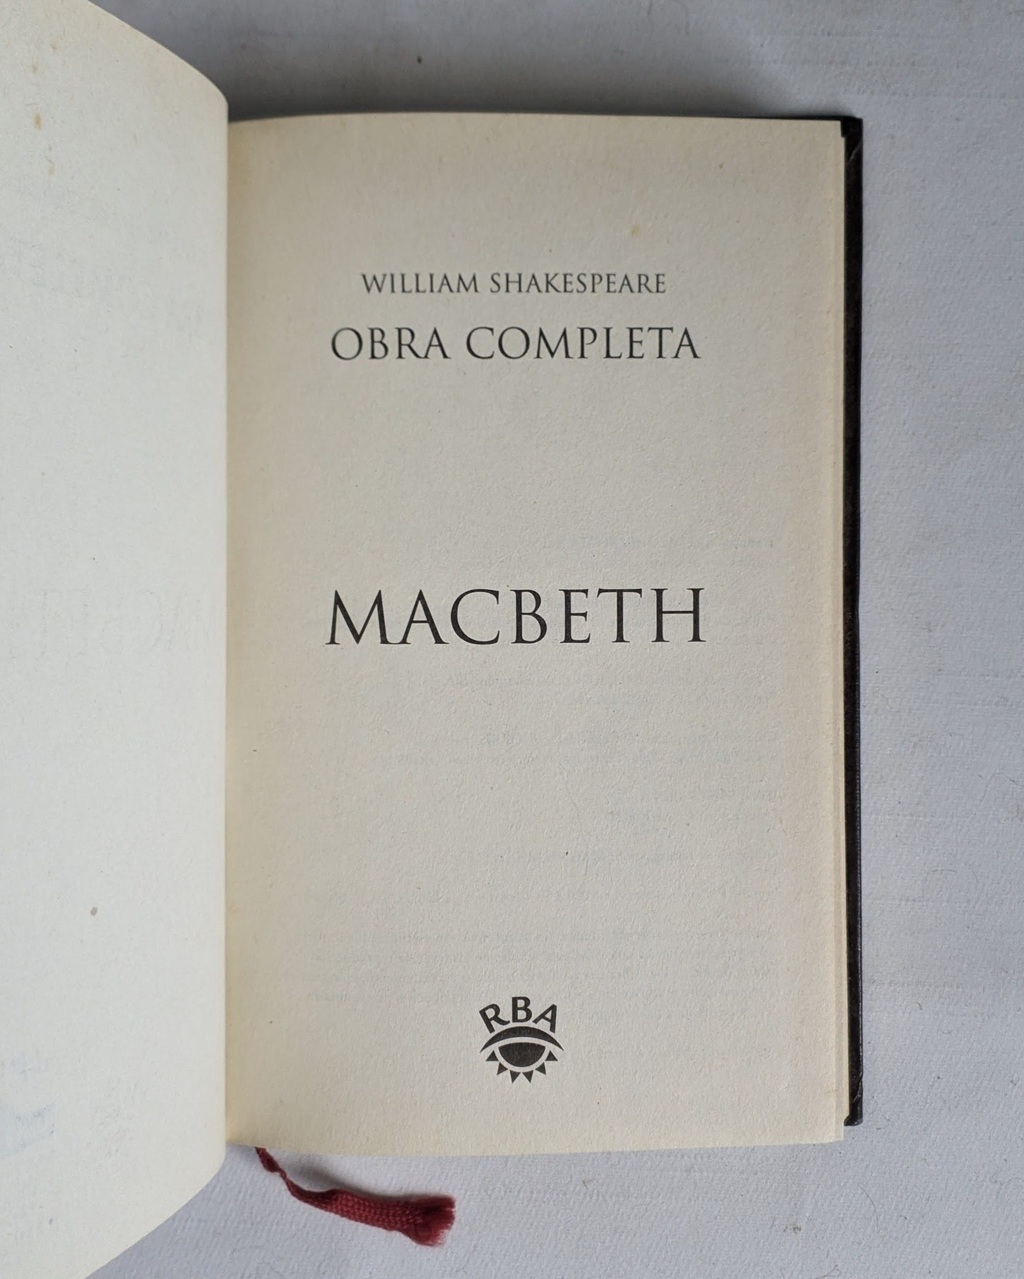 WILLIAM SHAKESPEARE
OBRA COMPLETA
MACBETH
RBA